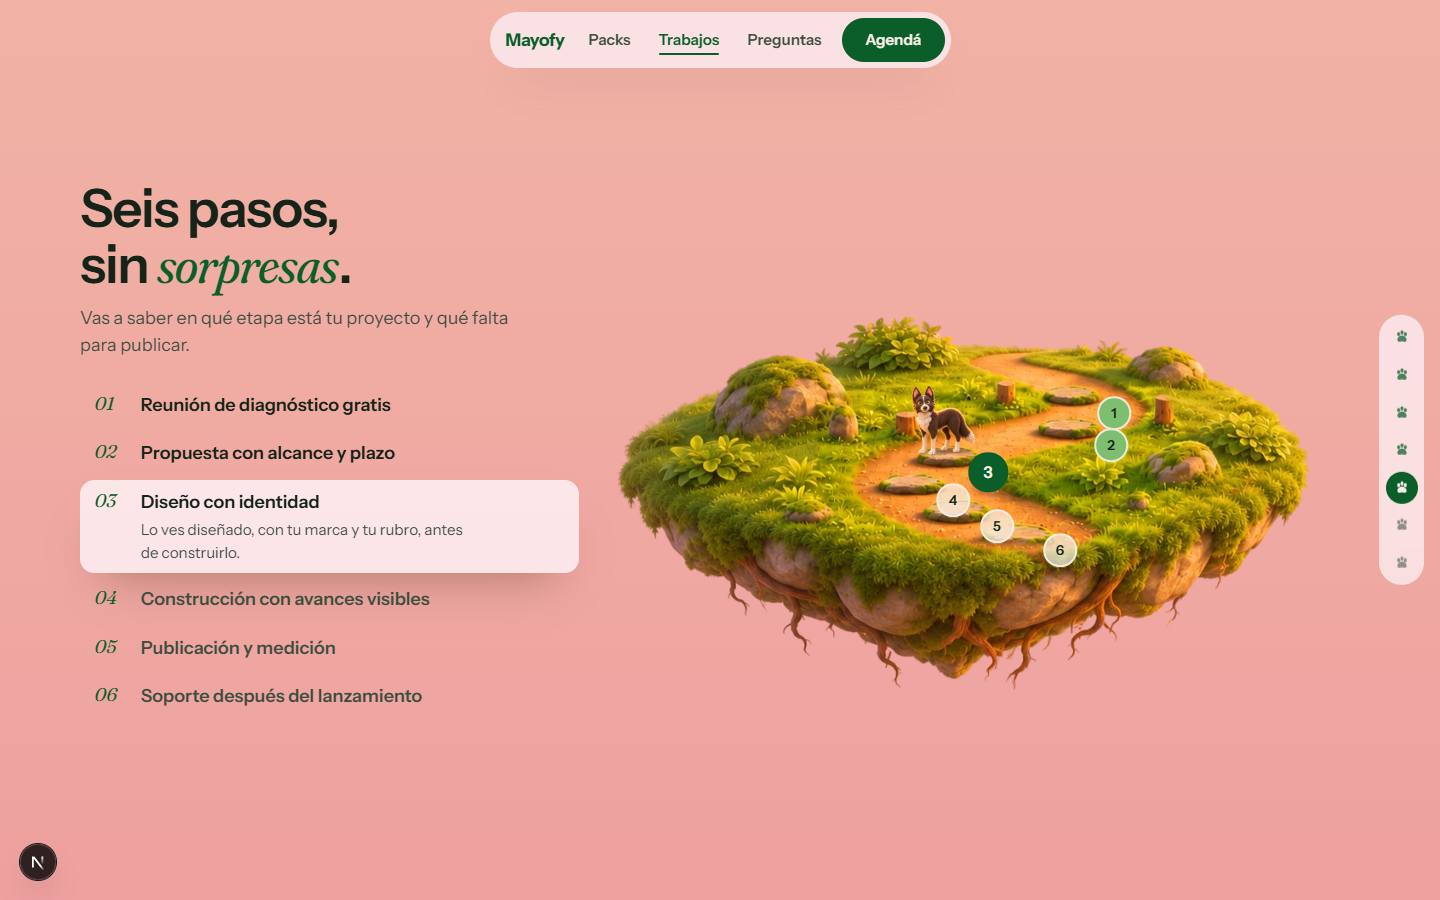 Mayofy
Packs
Trabajos
Preguntas
Agendá
Seis pasos,
sin sorpresas.
Vas a saber en qué etapa está tu proyecto y qué falta
para publicar.
01 Reunión de diagnóstico gratis
02 Propuesta con alcance y plazo
03 Diseño con identidad
Lo ves diseñado, con tu marca y tu rubro, antes
de construirlo.
04 Construcción con avances visibles
05 Publicación y medición
06 Soporte después del lanzamiento
1
2
3
4
5
6
N